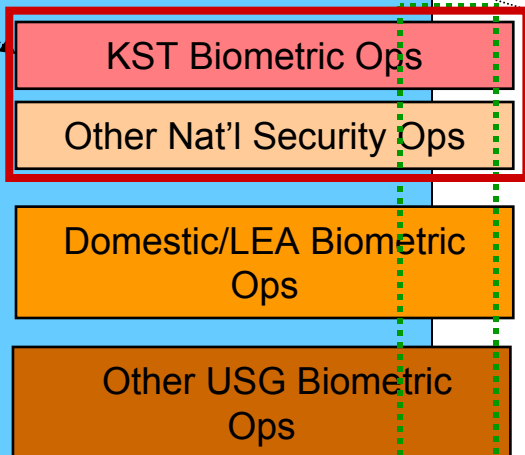 KST Biometric Ops
Other Nat'l Security Ops
Domestic/LEA Biometric
Ops
Other USG Biometric
Ops